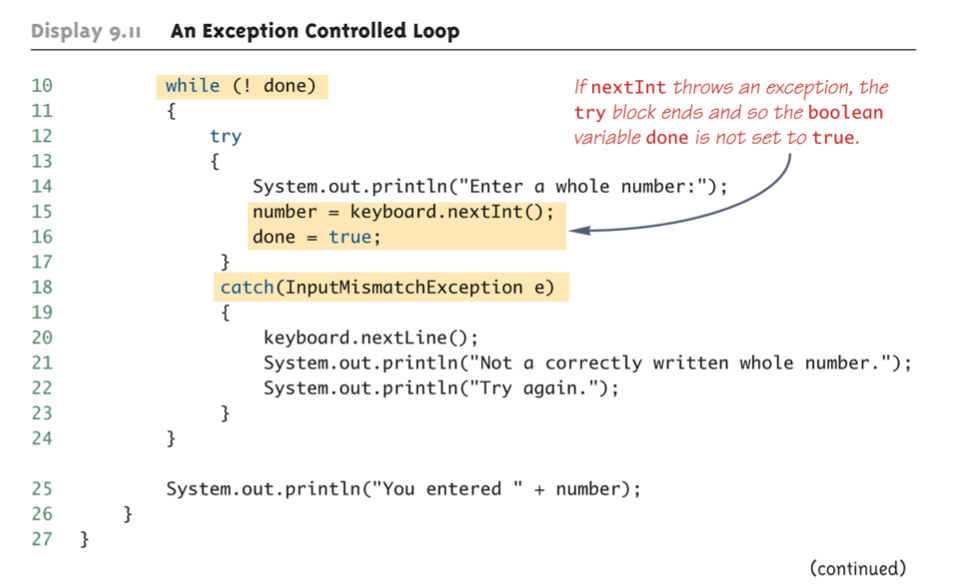 Display 9.11 An Exception Controlled Loop
10 while (! done)
11 {
12 try
13 {
14 System.out.println("Enter a whole number:");
15 number = keyboard.nextInt();
16 done = true;
17 }
18 catch(InputMismatchException e)
19 {
20 keyboard.nextLine();
21 System.out.println("Not a correctly written whole number.");
22 System.out.println("Try again.");
23 }
24 }
25 System.out.println("You entered " + number);
26 }
27 }
If nextInt throws an exception, the
try block ends and so the boolean
variable done is not set to true.
(continued)